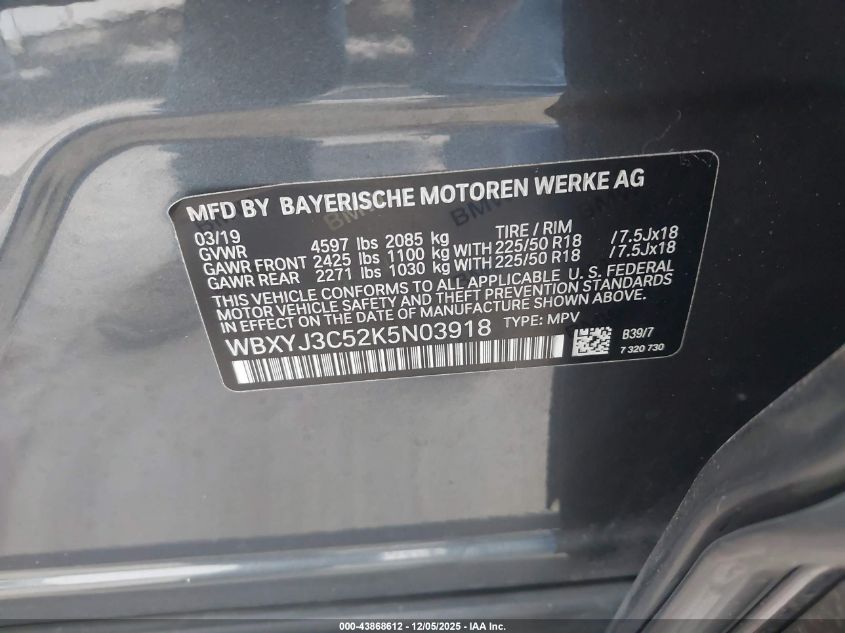 MFD BY BAYERISCHE MOTOREN WERKE AG
03/19 TIRE / RIM
GVWR 4597 lbs 2085 kg
GAWR FRONT 2425 lbs 1100 kg WITH 225/50 R18 /7.5Jx18
GAWR REAR 2271 lbs 1030 kg WITH 225/50 R18 /7.5Jx18
THIS VEHICLE CONFORMS TO ALL APPLICABLE U. S. FEDERAL
MOTOR VEHICLE SAFETY AND THEFT PREVENTION STANDARDS
IN EFFECT ON THE DATE OF MANUFACTURE SHOWN ABOVE.
WBXYJ3C52K5N03918 TYPE: MPV
B39/7
7 320 730
000-43868612 - 12/05/2025 - IAA Inc.